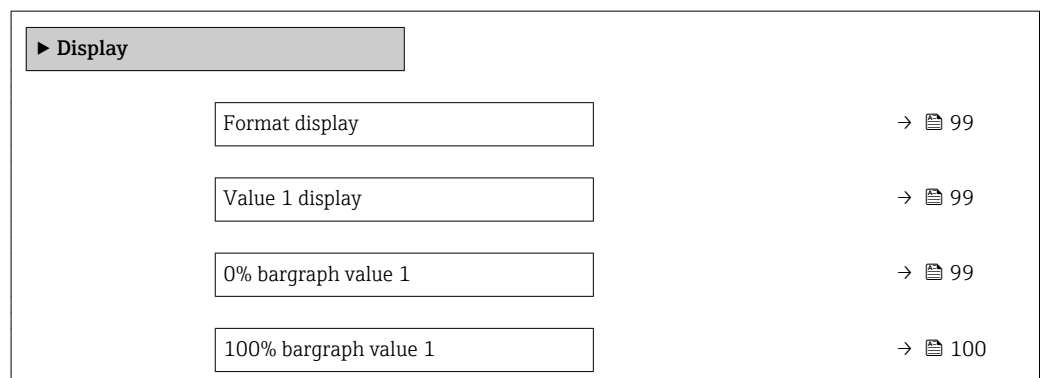 ▶ Display
Format display → 99
Value 1 display → 99
0% bargraph value 1 → 99
100% bargraph value 1 → 100